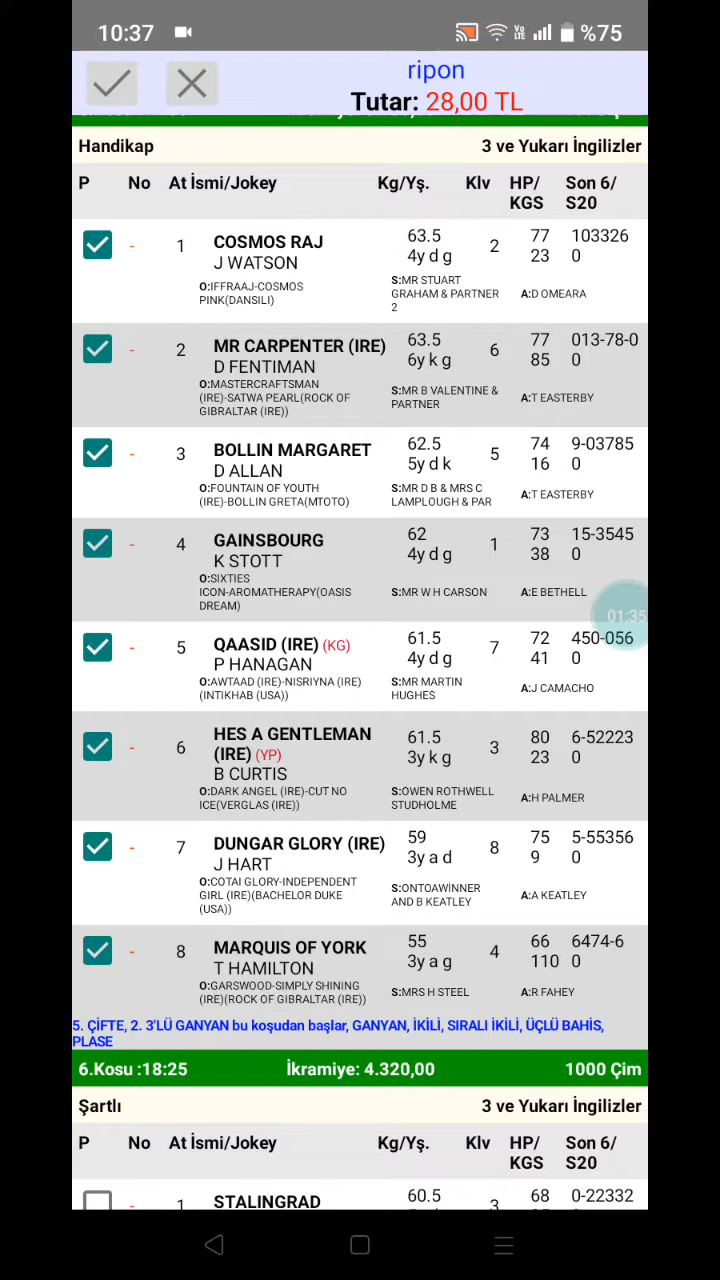 10:37 %75
ripon
Tutar: 28,00 TL
Handikap 3 ve Yukarı İngilizler
P No At İsmi/Jokey Kg/Yş. Klv HP/ Son 6/
KGS S20
- 1 COSMOS RAJ 63.5 2 77 103326
J WATSON 4y d g 23 0
O:IFFRAAJ-COSMOS S:MR STUART
PINK(DANSILI) GRAHAM & PARTNER A:D OMEARA
2
- 2 MR CARPENTER (IRE) 63.5 6 77 013-78-0
D FENTIMAN 6y k g 85 0
O:MASTERCRAFTSMAN S:MR B VALENTINE &
(IRE)-SATWA PEARL(ROCK OF PARTNER A:T EASTERBY
GIBRALTAR (IRE))
- 3 BOLLIN MARGARET 62.5 5 74 9-03785
D ALLAN 5y d k 16 0
O:FOUNTAIN OF YOUTH S:MR D B & MRS C A:T EASTERBY
(IRE)-BOLLIN GRETA(MTOTO) LAMPLOUGH & PAR
- 4 GAINSBOURG 62 1 73 15-3545
K STOTT 4y d g 38 0
O:SIXTIES
ICON-AROMATHERAPY(OASIS S:MR W H CARSON A:E BETHELL
DREAM)
01:35
- 5 QAASID (IRE) (KG) 61.5 7 72 450-056
P HANAGAN 4y d g 41 0
O:AWTAAD (IRE)-NISRIYNA (IRE) S:MR MARTIN A:J CAMACHO
(INTIKHAB (USA)) HUGHES
- 6 HES A GENTLEMAN 61.5 3 80 6-52223
(IRE) (YP) 3y k g 23 0
B CURTIS
O:DARK ANGEL (IRE)-CUT NO S:OWEN ROTHWELL A:H PALMER
ICE(VERGLAS (IRE)) STUDHOLME
- 7 DUNGAR GLORY (IRE) 59 8 75 5-55356
J HART 3y a d 9 0
O:COTAI GLORY-INDEPENDENT S:ONTOAWİNNER
GIRL (IRE)(BACHELOR DUKE AND B KEATLEY A:A KEATLEY
(USA))
- 8 MARQUIS OF YORK 55 4 66 6474-6
T HAMILTON 3y a g 110 0
O:GARSWOOD-SIMPLY SHINING S:MRS H STEEL A:R FAHEY
(IRE)(ROCK OF GIBRALTAR (IRE))
5. ÇİFTE, 2. 3'LÜ GANYAN bu koşudan başlar, GANYAN, İKİLİ, SIRALI İKİLİ, ÜÇLÜ BAHİS,
PLASE
6.Kosu :18:25 İkramiye: 4.320,00 1000 Çim
Şartlı 3 ve Yukarı İngilizler
P No At İsmi/Jokey Kg/Yş. Klv HP/ Son 6/
KGS S20
- 1 STALINGRAD 60.5 3 68 0-22332